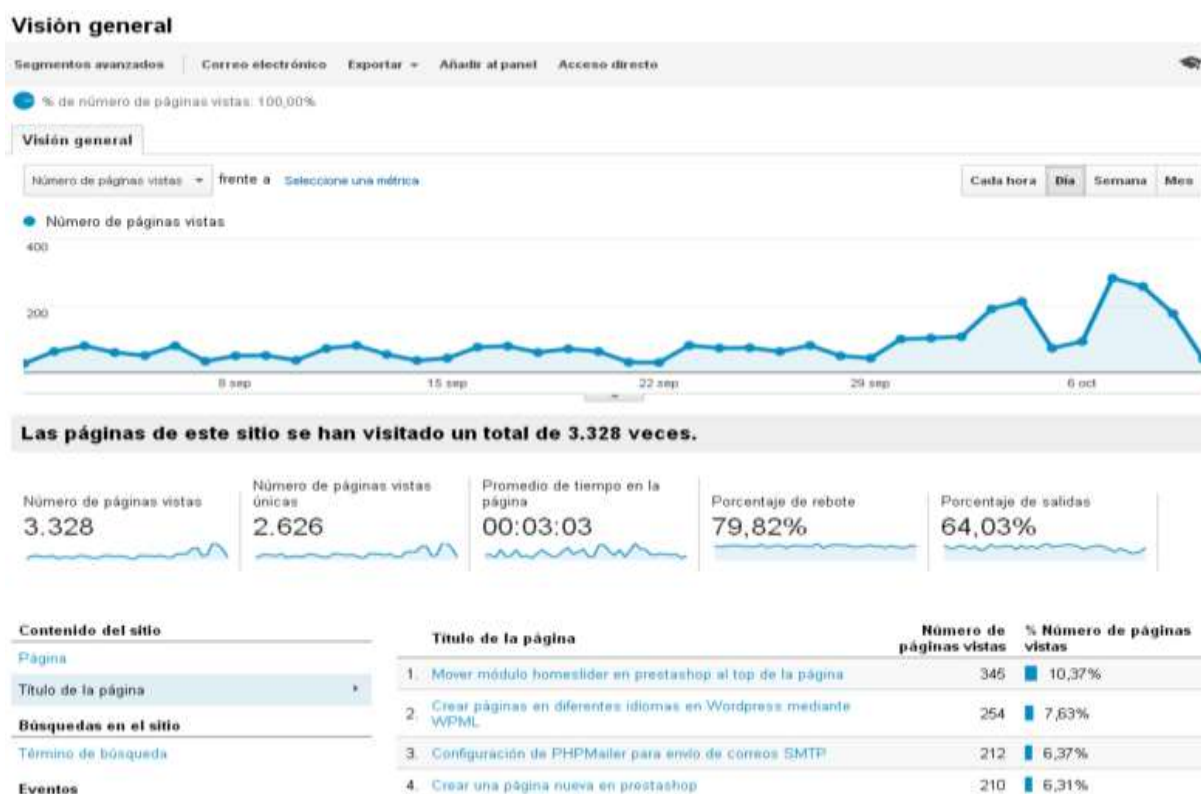 Visión general
Segmentos avanzados Correo electrónico Exportar Añadir al panel Acceso directo
% de número de páginas vistas: 100,00%
Visión general
Número de páginas vistas frente a Seleccione una métrica Cada hora Día Semana Mes
Número de páginas vistas
400
200
8 sep 15 sep 22 sep 29 sep 6 oct
Las páginas de este sitio se han visitado un total de 3.328 veces.
Número de páginas vistas
3.328
Número de páginas vistas
únicas
2.626
Promedio de tiempo en la
página
00:03:03
Porcentaje de rebote
79,82%
Porcentaje de salidas
64,03%
Contenido del sitio
Página
Título de la página
Búsquedas en el sitio
Término de búsqueda
Eventos
Título de la página Número de páginas vistas % Número de páginas vistas
1. Mover módulo homeslider en prestashop al top de la página 345 10,37%
2. Crear páginas en diferentes idiomas en Wordpress mediante
WPML 254 7,63%
3. Configuración de PHPMailer para envio de correos SMTP 212 6,37%
4. Crear una página nueva en prestashop 210 6,31%